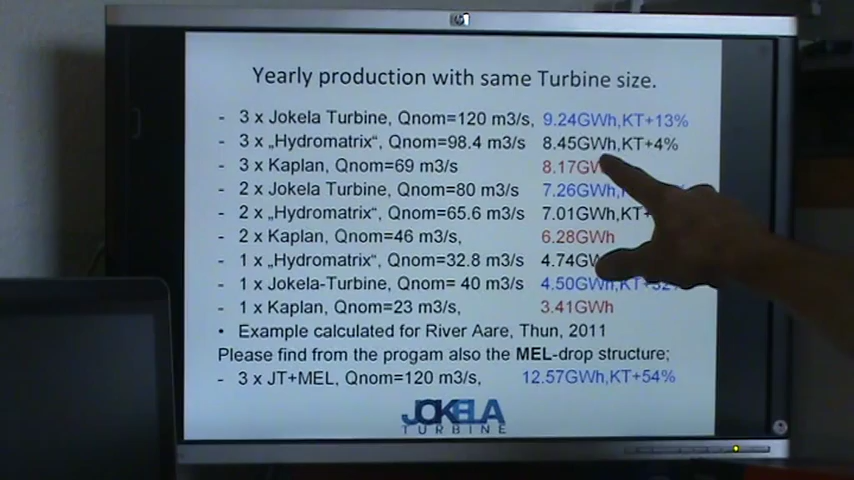 Yearly production with same Turbine size.
- 3 x Jokela Turbine, Qnom=120 m3/s, 9.24GWh,KT+13%
- 3 x „Hydromatrix“, Qnom=98.4 m3/s 8.45GWh,KT+4%
- 3 x Kaplan, Qnom=69 m3/s 8.17GW
- 2 x Jokela Turbine, Qnom=80 m3/s 7.26GWh,
- 2 x „Hydromatrix“, Qnom=65.6 m3/s 7.01GWh,KT+
- 2 x Kaplan, Qnom=46 m3/s, 6.28GWh
- 1 x „Hydromatrix“, Qnom=32.8 m3/s 4.74GW
- 1 x Jokela-Turbine, Qnom= 40 m3/s 4.50GWh,KT+32%
- 1 x Kaplan, Qnom=23 m3/s, 3.41GWh
• Example calculated for River Aare, Thun, 2011
Please find from the progam also the MEL-drop structure;
- 3 x JT+MEL, Qnom=120 m3/s, 12.57GWh,KT+54%
JOKELA
TURBINE